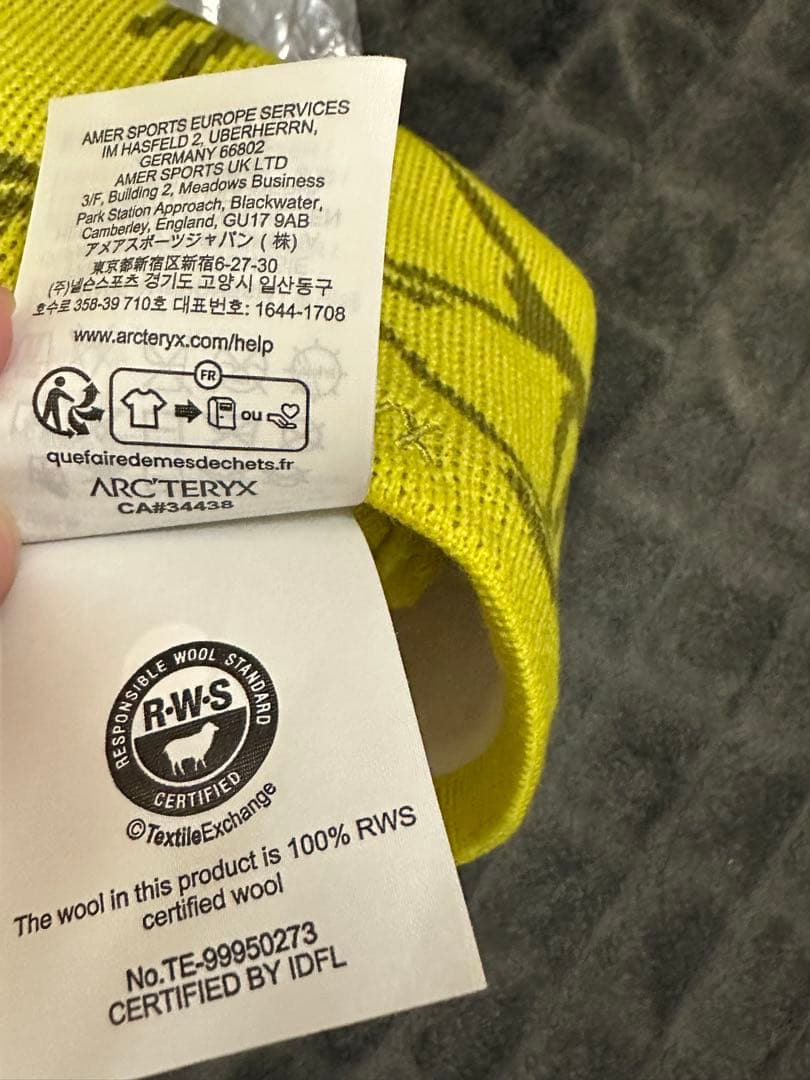 AMER SPORTS EUROPE SERVICES
IM HASFELD 2, UBERHERRN,
GERMANY 66802
AMER SPORTS UK LTD
3/F, Building 2, Meadows Business
Park Station Approach, Blackwater,
Camberley, England, GU17 9AB
アメアスポーツジャパン (株)
東京都新宿区新宿6-27-30
(주)넬슨스포츠 경기도 고양시 일산동구
호수로 358-39 710호 대표번호: 1644-1708
www.arcteryx.com/help
FR
ou
quefairedemesdechets.fr
ARC'TERYX
CA#34438
RESPONSIBLE WOOL STANDARD
R·W·S
CERTIFIED
©TextileExchange
The wool in this product is 100% RWS
certified wool
No.TE-99950273
CERTIFIED BY IDFL